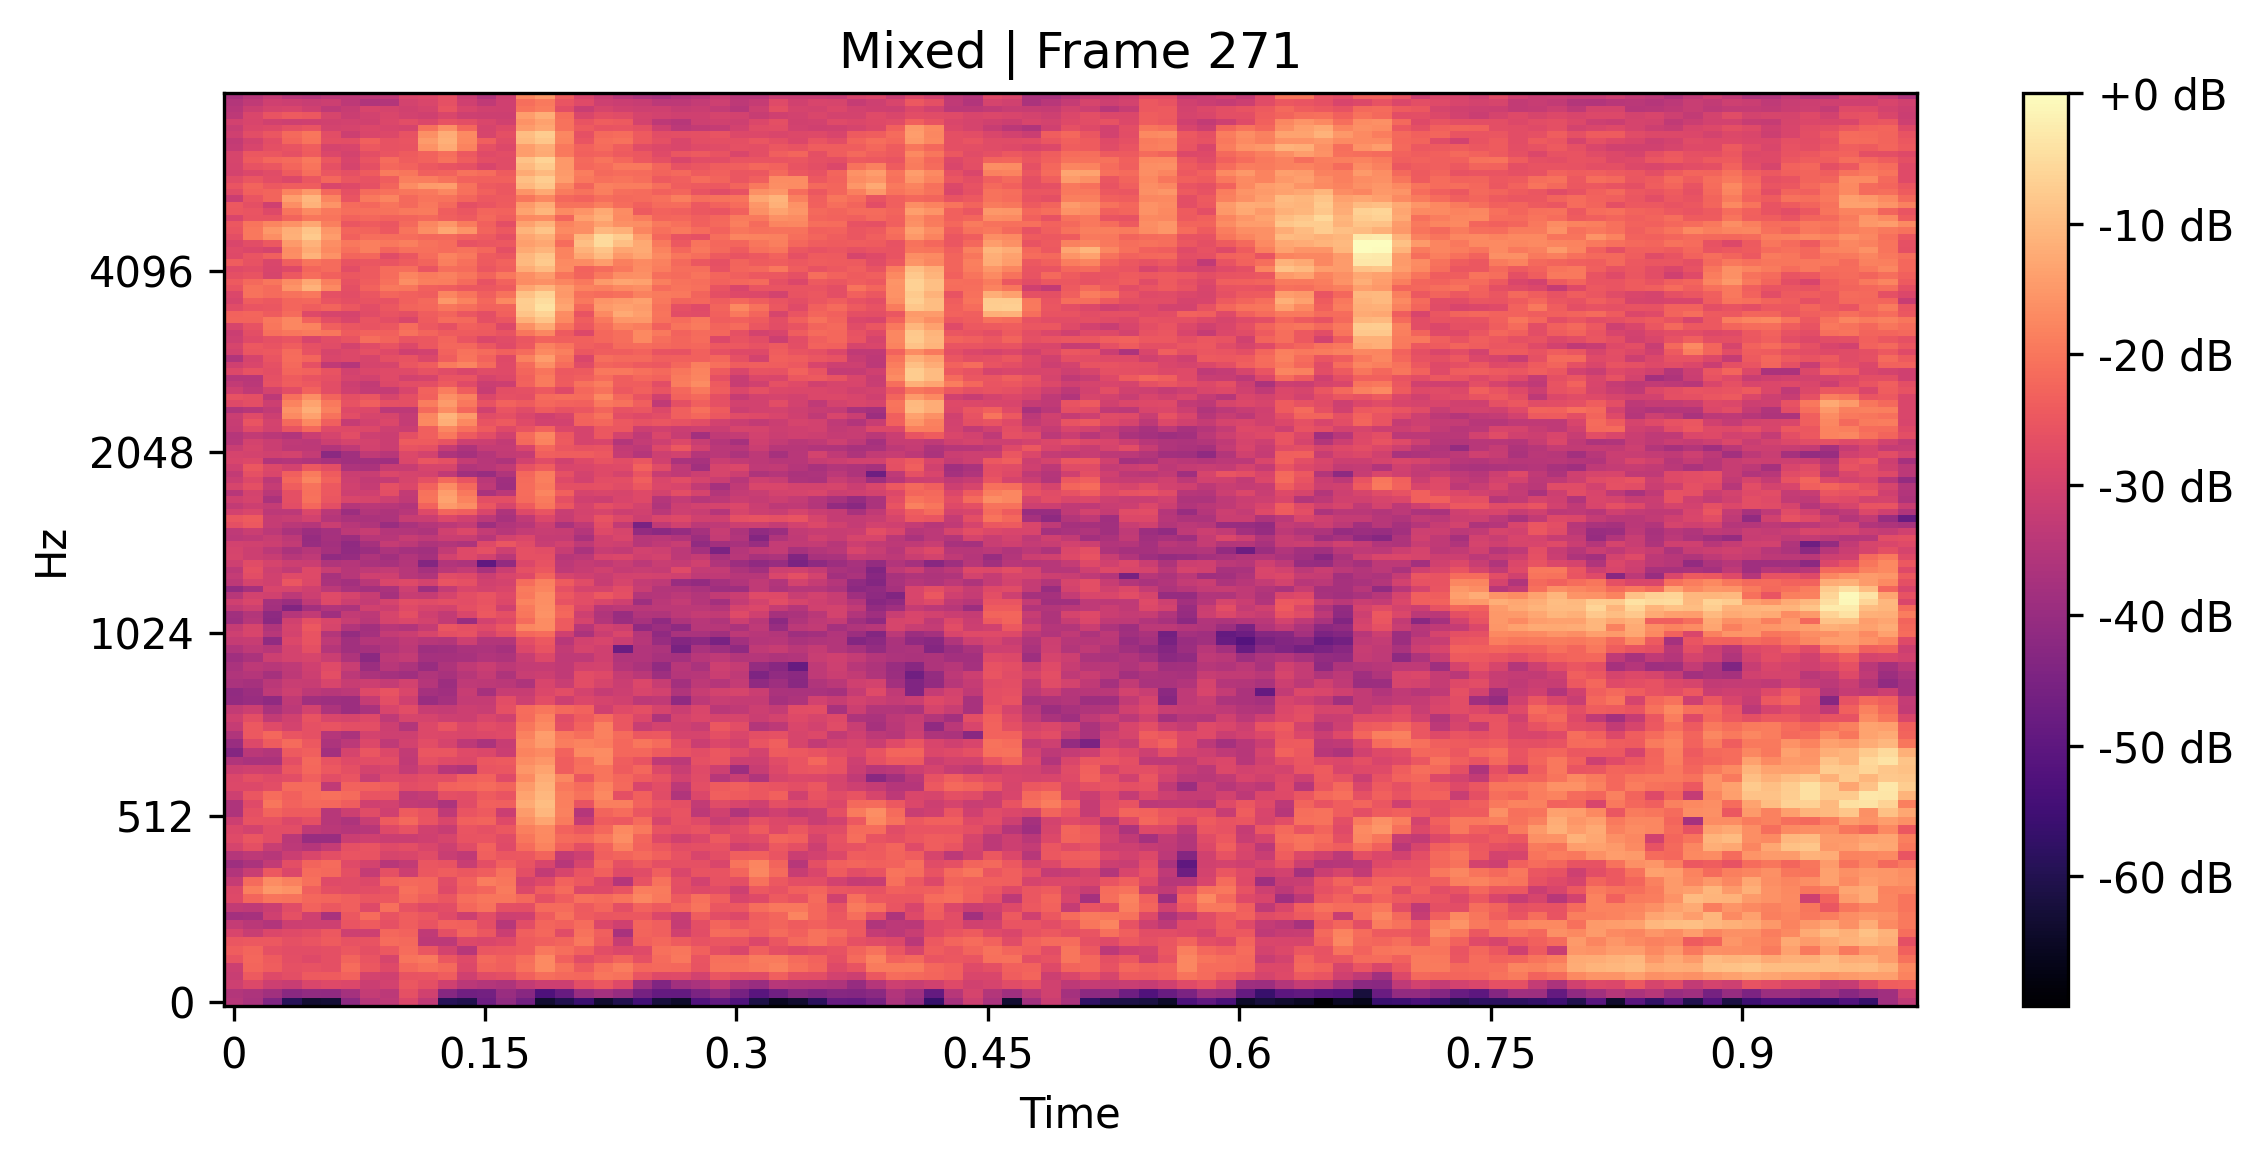 Mixed | Frame 271
+0 dB
-10 dB
-20 dB
-30 dB
-40 dB
-50 dB
-60 dB
4096
2048
1024
512
0
Hz
0
0.15
0.3
0.45
0.6
0.75
0.9
Time